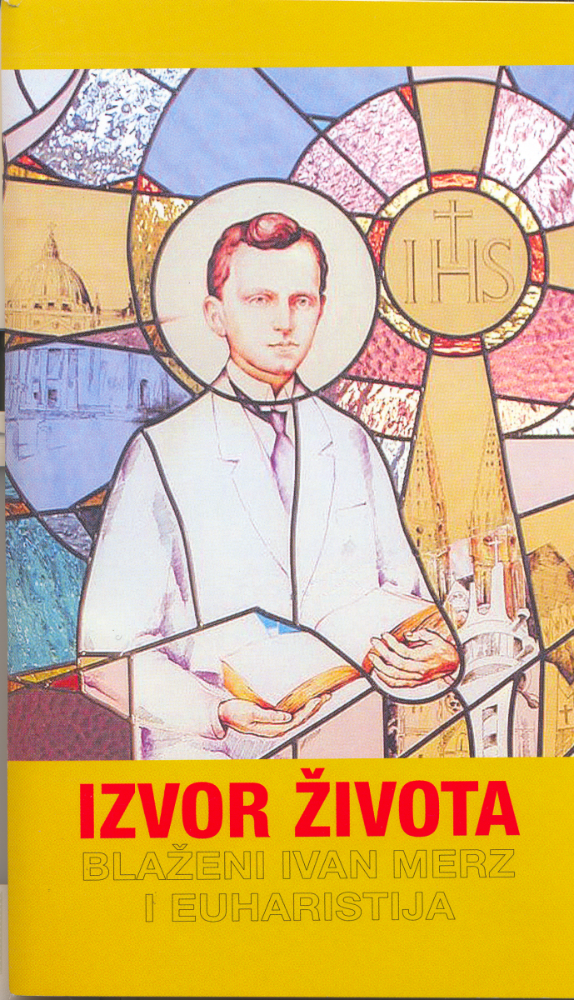 IHS
IZVOR ŽIVOTA
BLAŽENI IVAN MERZ
I EUHARISTIJA